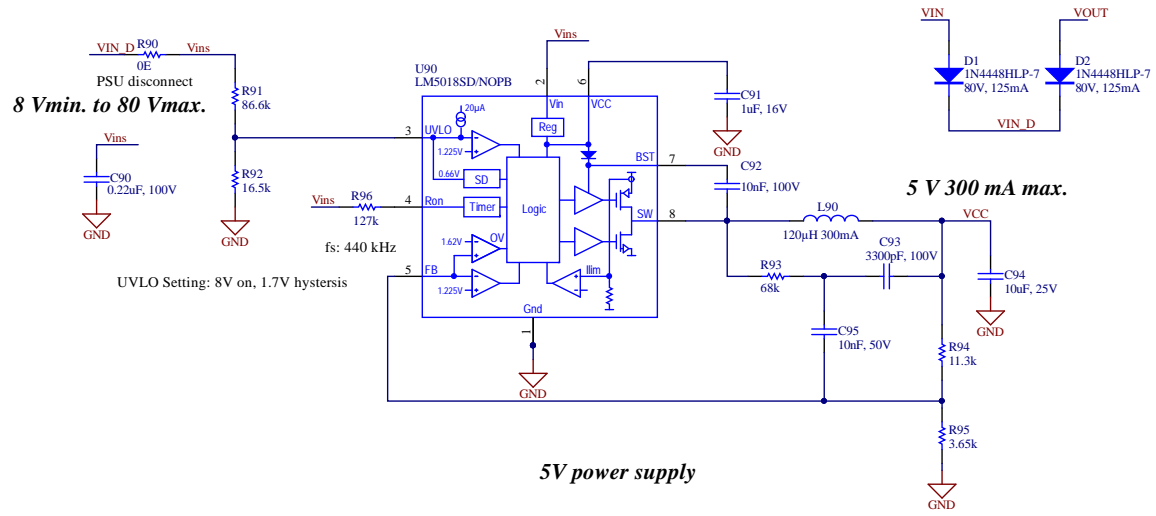 VIN_D
R90
0E
Vins
PSU disconnect
8 Vmin. to 80 Vmax.
R91
86.6k
Vins
C90
0.22uF, 100V
GND
R92
16.5k
GND
Vins
R96
127k
fs: 440 kHz
UVLO Setting: 8V on, 1.7V hystersis
U90
LM5018SD/NOPB
Vins
2
6
20µA
Vin
VCC
Reg
3
UVLO
1.225V
0.66V
SD
4
Ron
Timer
Logic
1.62V
OV
5
FB
1.225V
Ilim
Gnd
1
GND
BST
7
SW
8
C91
1uF, 16V
GND
C92
10nF, 100V
L90
120µH 300mA
5 V 300 mA max.
VCC
R93
68k
C93
3300pF, 100V
C94
10uF, 25V
GND
C95
10nF, 50V
R94
11.3k
R95
3.65k
GND
5V power supply
VIN
VOUT
D1
1N4448HLP-7
80V, 125mA
D2
1N4448HLP-7
80V, 125mA
VIN_D